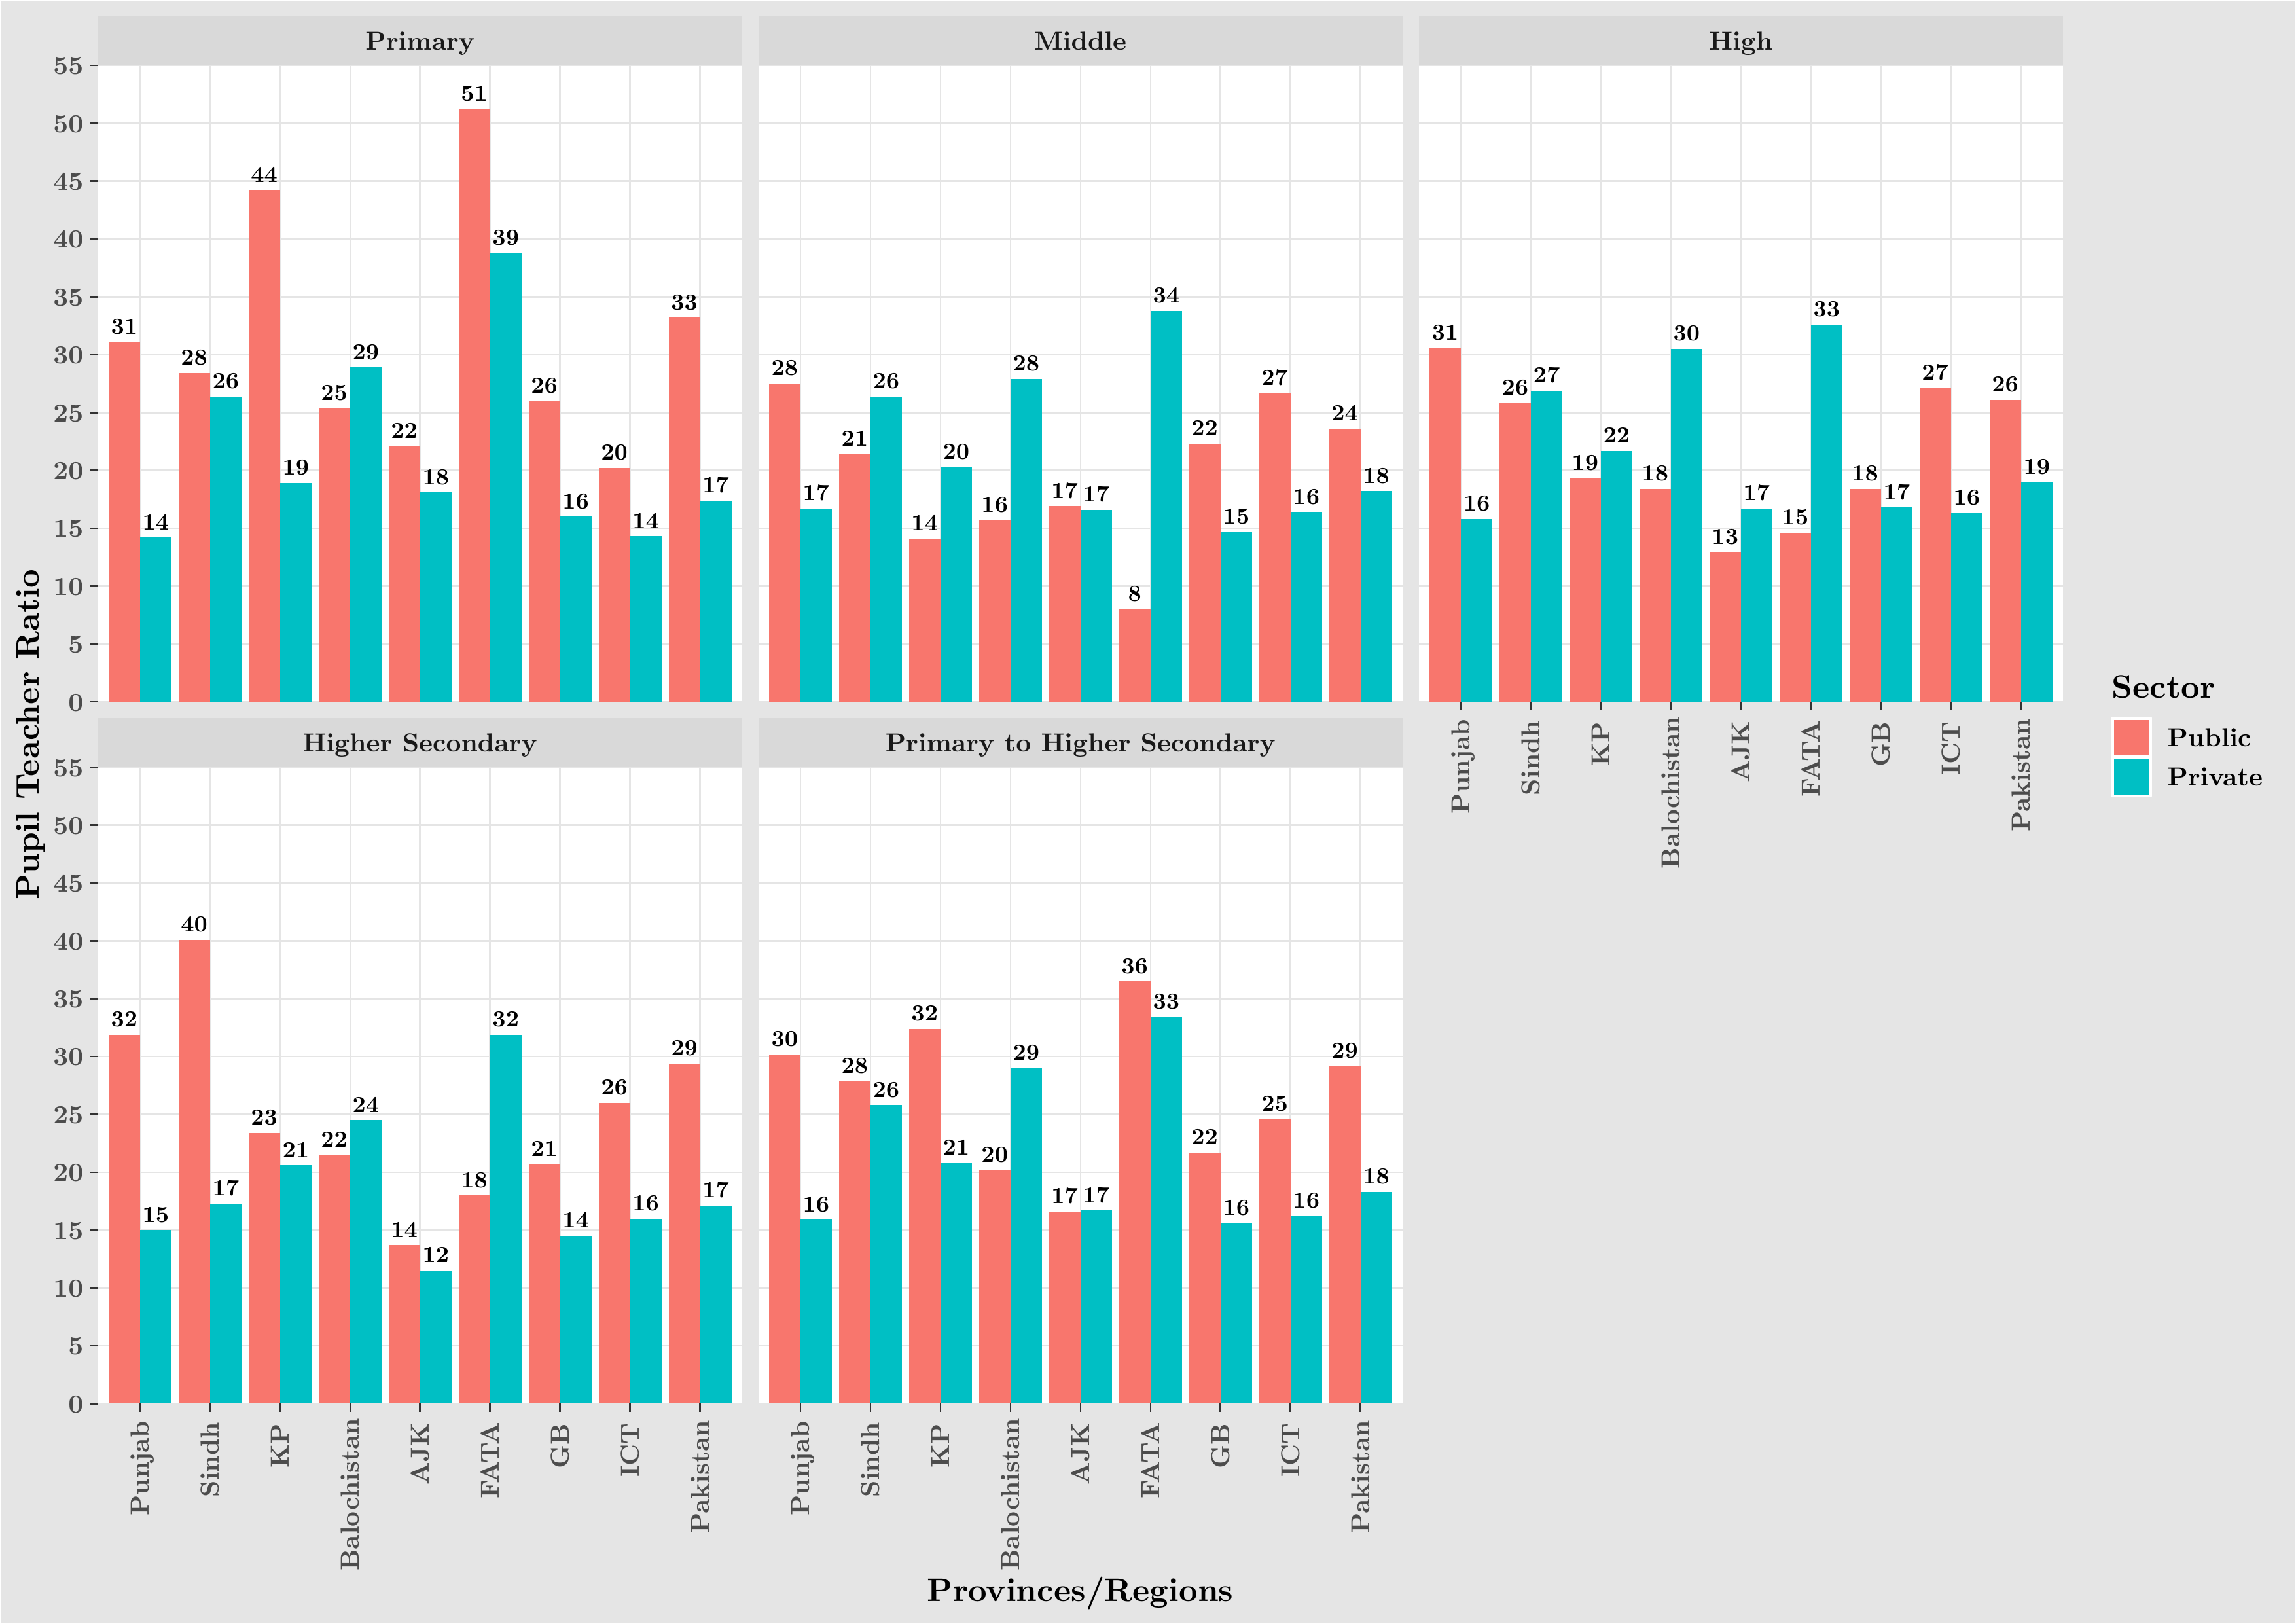 Primary
Middle
High
55
50
45
40
35
30
25
20
15
10
5
0
31 14 28 26 44 19 25 29 22 18 51 39 26 16 20 14 33 17
28 17 21 26 14 20 16 28 17 17 8 34 22 15 27 16 24 18
31 16 26 27 19 22 18 30 13 17 15 33 18 17 27 16 26 19
Punjab
Sindh
KP
Balochistan
AJK
FATA
GB
ICT
Pakistan
Higher Secondary
Primary to Higher Secondary
55
50
45
40
35
30
25
20
15
10
5
0
32 15 40 17 23 21 22 24 14 12 18 32 21 14 26 16 29 17
30 16 28 26 32 21 20 29 17 17 36 33 22 16 25 16 29 18
Punjab
Sindh
KP
Balochistan
AJK
FATA
GB
ICT
Pakistan
Punjab
Sindh
KP
Balochistan
AJK
FATA
GB
ICT
Pakistan
Pupil Teacher Ratio
Provinces/Regions
Sector
Public
Private